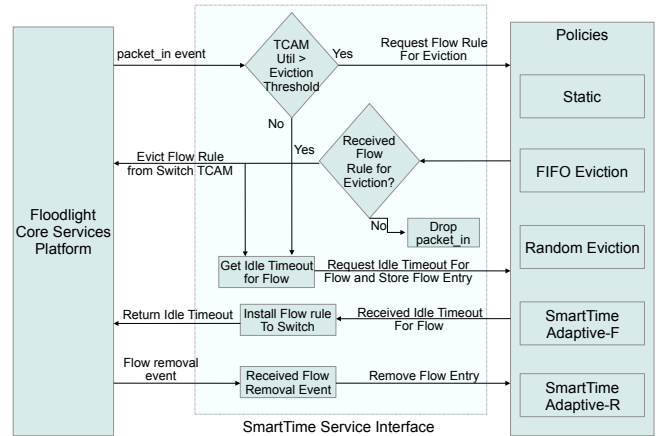 packet_in event
TCAM
Util >
Eviction
Threshold
Yes
Request Flow Rule
For Eviction
Policies
Static
No
Yes
Received
Flow
Rule for
Eviction?
Evict Flow Rule
from Switch TCAM
FIFO Eviction
Floodlight
Core Services
Platform
No
Drop
packet_in
Random Eviction
Get Idle Timeout
for Flow
Request Idle Timeout For
Flow and Store Flow Entry
Return Idle Timeout
Install Flow rule
To Switch
Received Idle Timeout
For Flow
SmartTime
Adaptive-F
Flow removal
event
Received Flow
Removal Event
Remove Flow Entry
SmartTime
Adaptive-R
SmartTime Service Interface